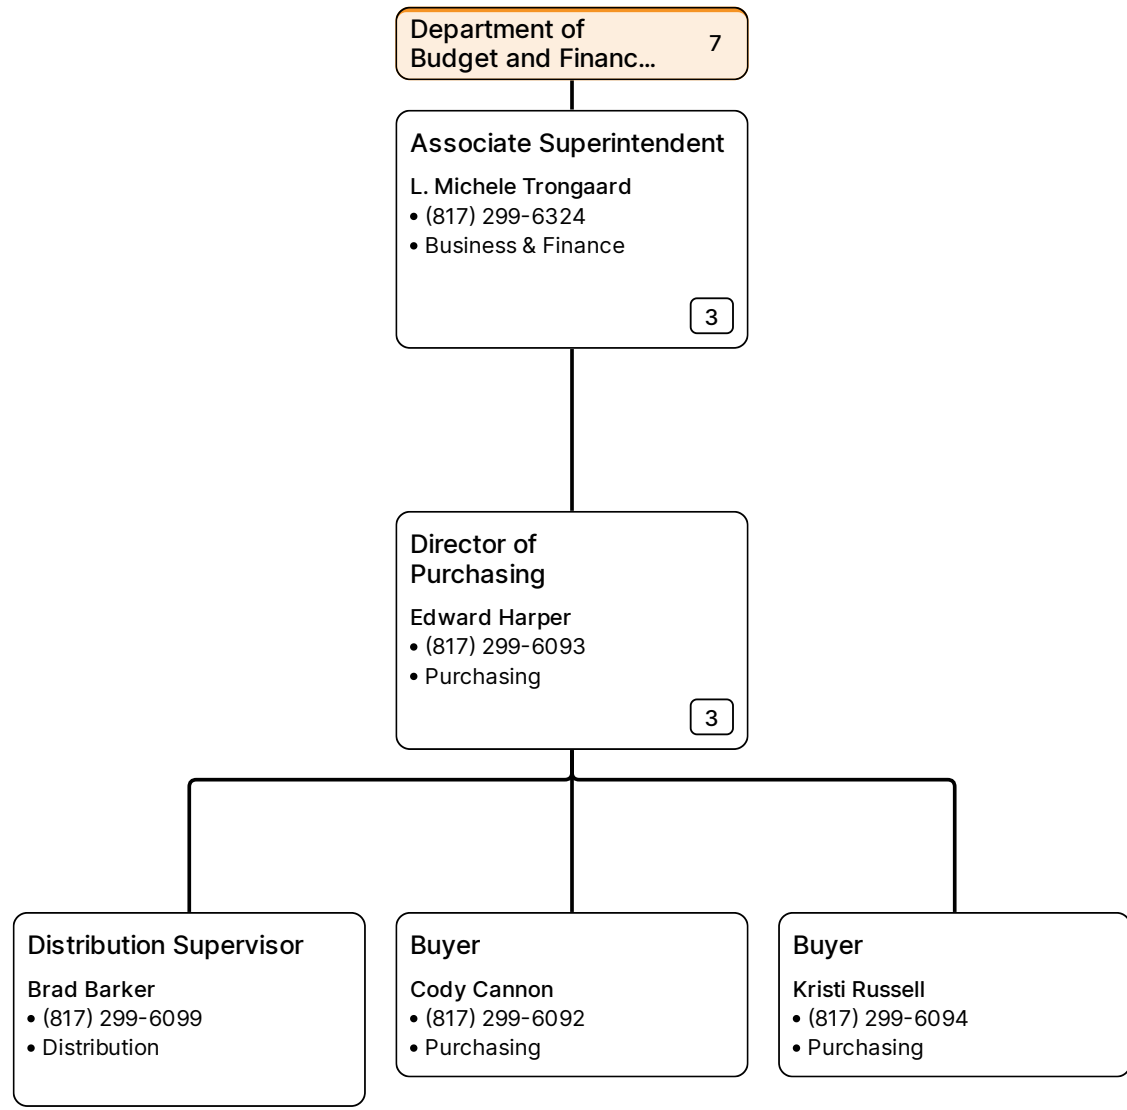 Department of
Budget and Financ...
7
Associate Superintendent
L. Michele Trongaard
• (817) 299-6324
• Business & Finance
3
Director of
Purchasing
Edward Harper
• (817) 299-6093
• Purchasing
3
Distribution Supervisor
Brad Barker
• (817) 299-6099
• Distribution
Buyer
Cody Cannon
• (817) 299-6092
• Purchasing
Buyer
Kristi Russell
• (817) 299-6094
• Purchasing